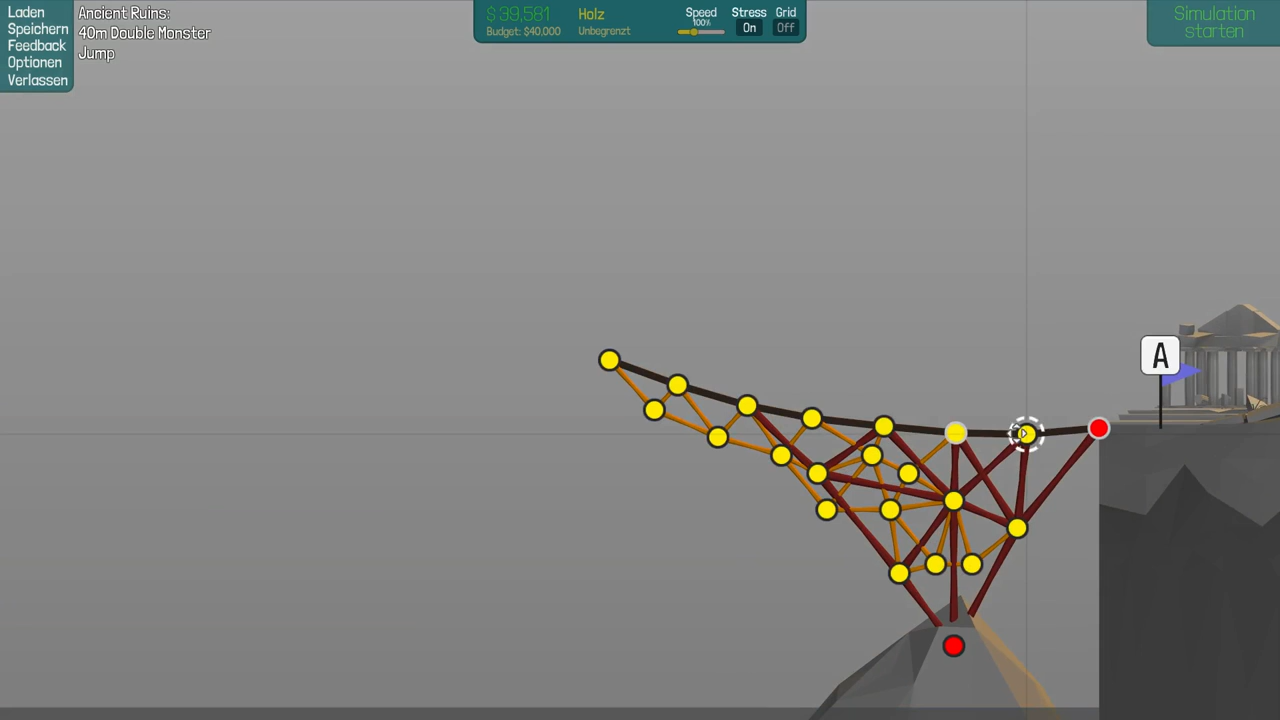 Laden
Speichern
Feedback
Optionen
Verlassen
Ancient Ruins:
40m Double Monster
Jump
$ 39,581
Budget: $40,000
Holz
Unbegrenzt
Speed
100%
Stress
On
Grid
Off
Simulation
starten
A